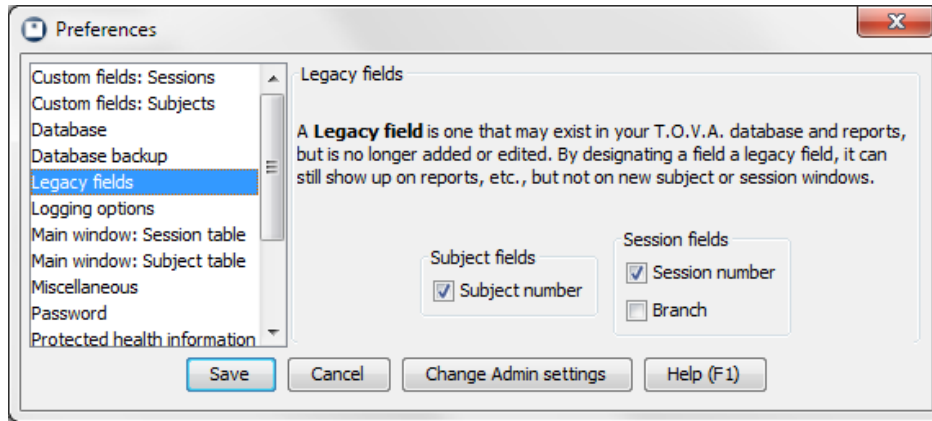 Preferences
Custom fields: Sessions
Custom fields: Subjects
Database
Database backup
Legacy fields
Logging options
Main window: Session table
Main window: Subject table
Miscellaneous
Password
Protected health information
Legacy fields
A Legacy field is one that may exist in your T.O.V.A. database and reports,
but is no longer added or edited. By designating a field a legacy field, it can
still show up on reports, etc., but not on new subject or session windows.
Subject fields
Subject number
Session fields
Session number
Branch
Save
Cancel
Change Admin settings
Help (F1)